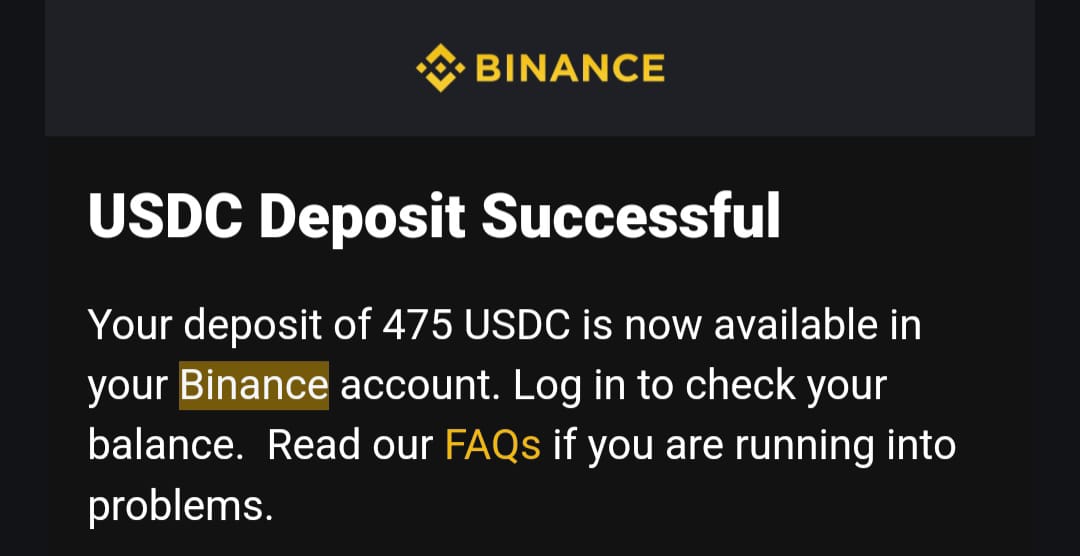 BINANCE
USDC Deposit Successful
Your deposit of 475 USDC is now available in
your Binance account. Log in to check your
balance.  Read our FAQs if you are running into
problems.